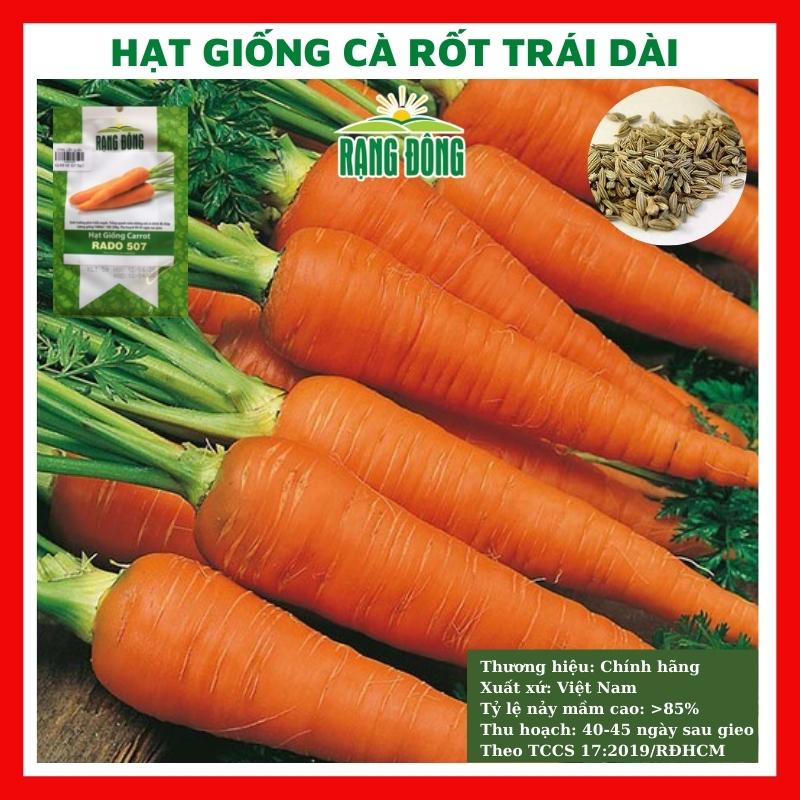 HẠT GIỐNG CÀ RỐT TRÁI DÀI
RẠNG ĐÔNG
RẠNG ĐÔNG
Hạt Giống Carrot
RADO 507
Thương hiệu: Chính hãng
Xuất xứ: Việt Nam
Tỷ lệ nảy mầm cao: >85%
Thu hoạch: 40-45 ngày sau gieo
Theo TCCS 17:2019/RĐHCM